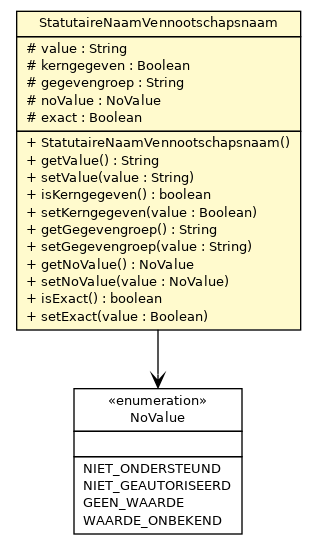 StatutaireNaamVennootschapsnaam
# value : String
# kerngegeven : Boolean
# gegevengroep : String
# noValue : NoValue
# exact : Boolean
+ StatutaireNaamVennootschapsnaam()
+ getValue() : String
+ setValue(value : String)
+ isKerngegeven() : boolean
+ setKerngegeven(value : Boolean)
+ getGegevengroep() : String
+ setGegevengroep(value : String)
+ getNoValue() : NoValue
+ setNoValue(value : NoValue)
+ isExact() : boolean
+ setExact(value : Boolean)
«enumeration»
NoValue
NIET_ONDERSTEUND
NIET_GEAUTORISEERD
GEEN_WAARDE
WAARDE_ONBEKEND